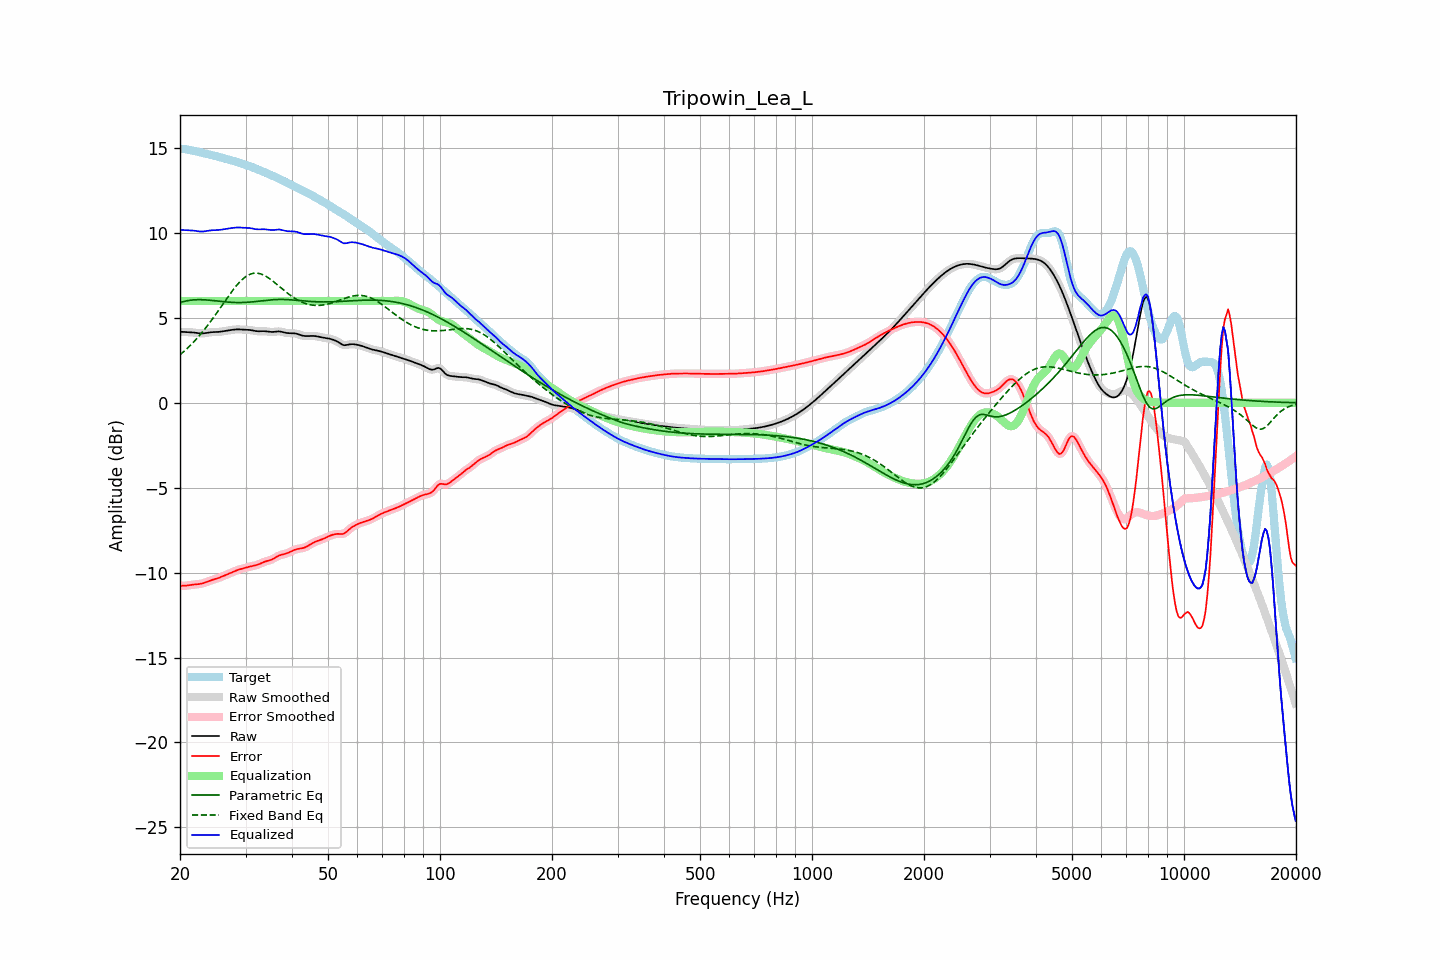 Tripowin_Lea_L
Amplitude (dBr)
15
10
5
0
−5
−10
−15
−20
−25
Target
Raw Smoothed
Error Smoothed
Raw
Error
Equalization
Parametric Eq
Fixed Band Eq
Equalized
20 50 100 200 500 1000 2000 5000 10000 20000
Frequency (Hz)